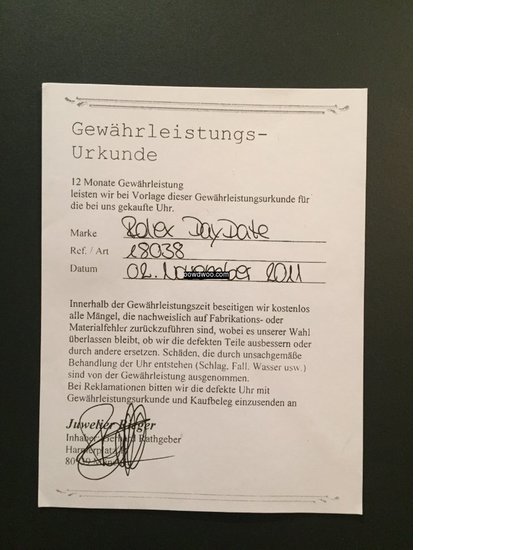 Gewährleistungs-
Urkunde
12 Monate Gewährleistung
leisten wir bei Vorlage dieser Gewährleistungsurkunde für
die bei uns gekaufte Uhr.
Marke Rolex DayDate
Ref. / Art 18038
Datum 02. November 2011
powdwoo.com
Innerhalb der Gewährleistungszeit beseitigen wir kostenlos
alle Mängel, die nachweislich auf Fabrikations- oder
Materialfehler zurückzuführen sind, wobei es unserer Wahl
überlassen bleibt, ob wir die defekten Teile ausbessern oder
durch andere ersetzen. Schäden, die durch unsachgemäße
Behandlung der Uhr entstehen (Schlag, Fall. Wasser usw.)
sind von der Gewährleistung ausgenommen.
Bei Reklamationen bitten wir die defekte Uhr mit
Gewährleistungsurkunde und Kaufbeleg einzusenden an
Juwelier
Inhaber Bernard Rathgeber